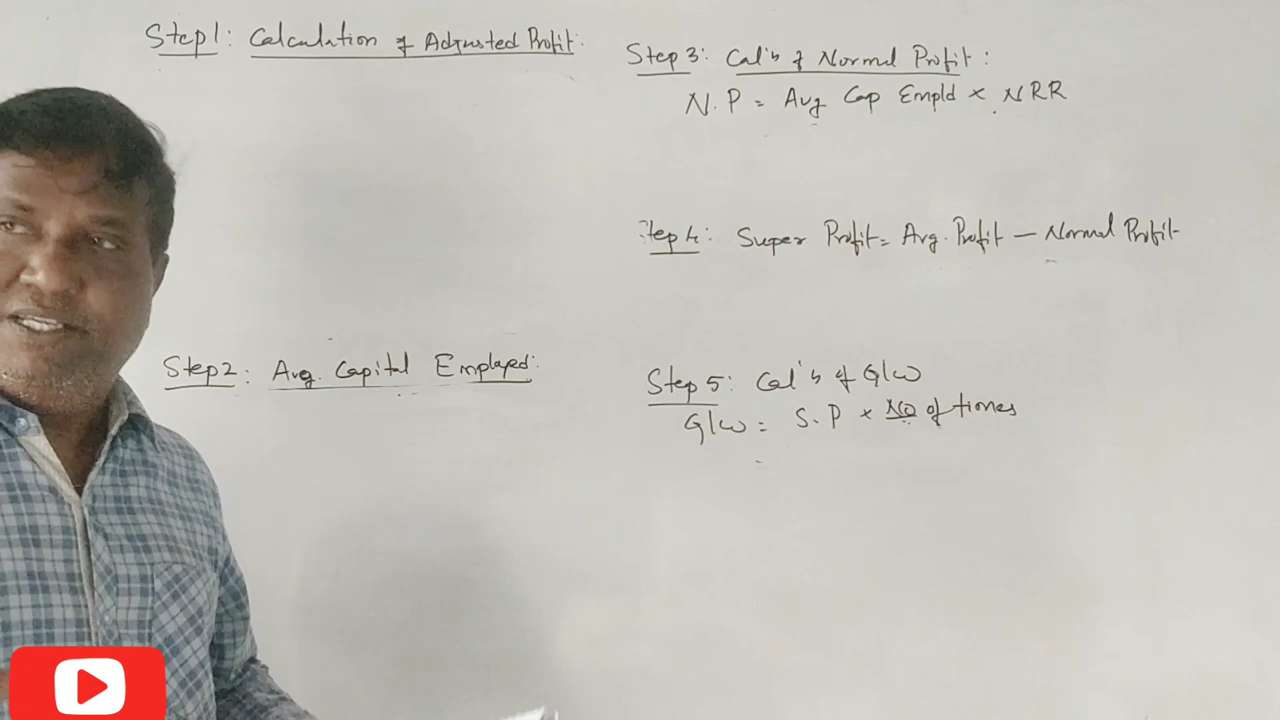 Step1: Calculation of Adjusted Profit:
Step2: Avg. Capital Employed:
Step 3: Cal'n of Normal Profit:
N.P = Avg Cap Empld × NRR
Step 4: Super Profit = Avg. Profit – Normal Profit
Step 5: Cal'n of G/w
G/w = S.P × No of times